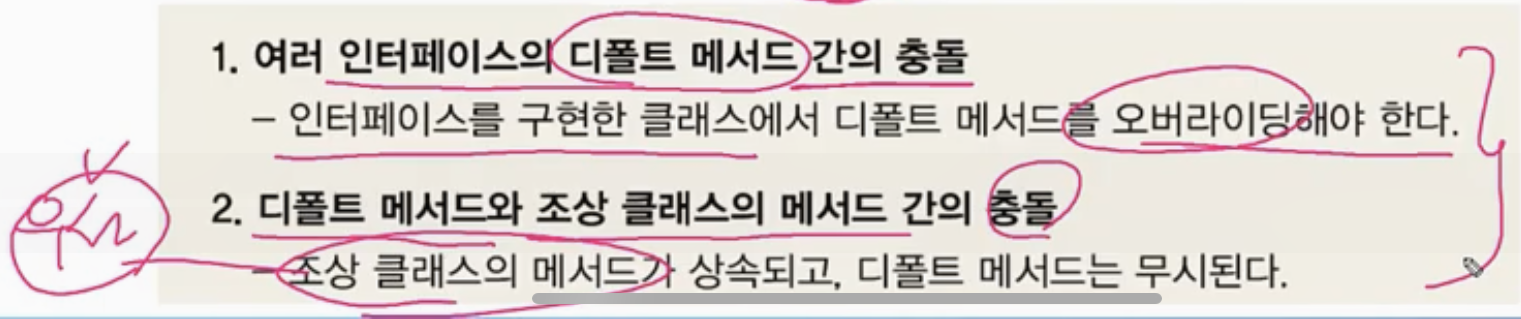 1. 여러 인터페이스의 디폴트 메서드 간의 충돌
– 인터페이스를 구현한 클래스에서 디폴트 메서드를 오버라이딩해야 한다.
2. 디폴트 메서드와 조상 클래스의 메서드 간의 충돌
– 조상 클래스의 메서드가 상속되고, 디폴트 메서드는 무시된다.